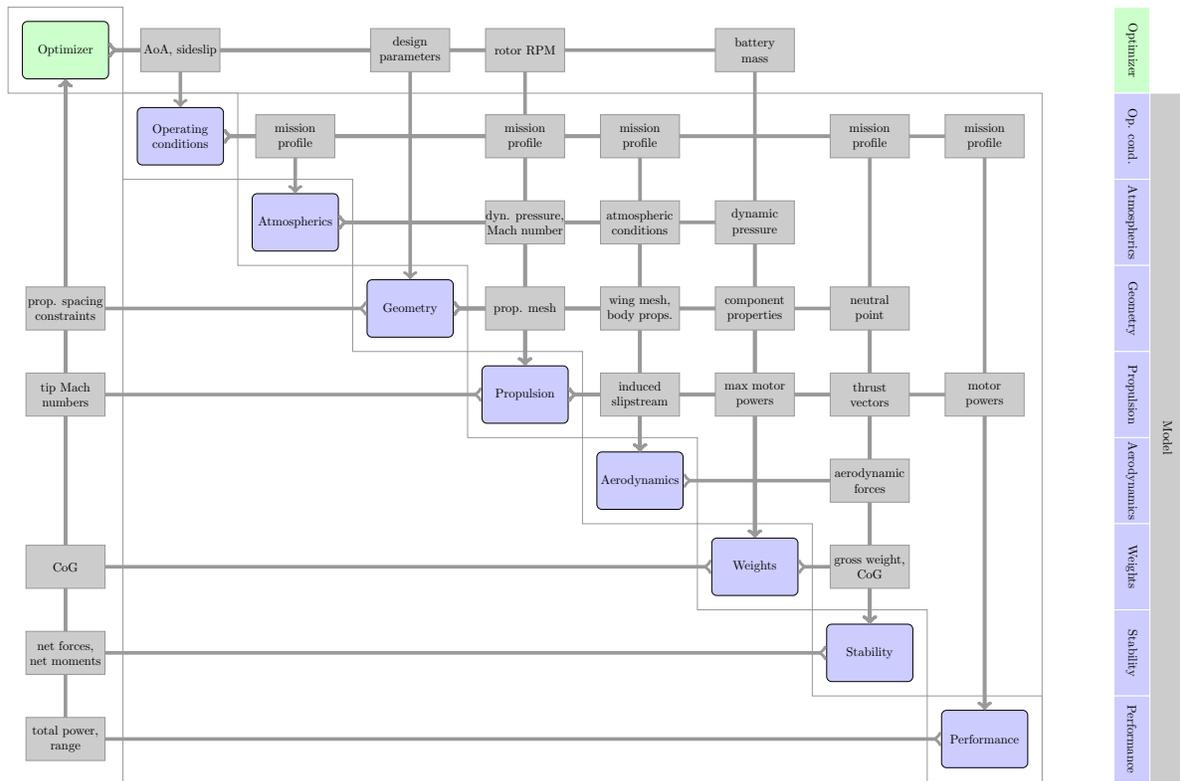 Optimizer
AoA, sideslip
design
parameters
rotor RPM
battery
mass
Optimizer
Operating
conditions
mission
profile
mission
profile
mission
profile
mission
profile
mission
profile
Op. cond.
Atmospherics
dyn. pressure,
Mach number
atmospheric
conditions
dynamic
pressure
Atmospherics
prop. spacing
constraints
Geometry
prop. mesh
wing mesh,
body props.
component
properties
neutral
point
Geometry
tip Mach
numbers
Propulsion
induced
slipstream
max motor
powers
thrust
vectors
motor
powers
Propulsion
Model
Aerodynamics
aerodynamic
forces
Aerodynamics
CoG
Weights
gross weight,
CoG
Weights
net forces,
net moments
Stability
Stability
total power,
range
Performance
Performance